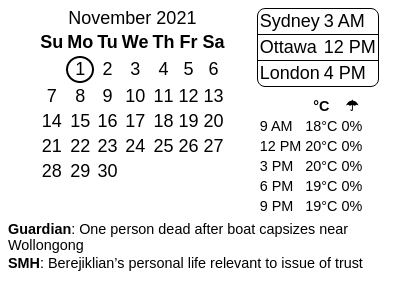 November 2021
Su Mo Tu We Th Fr Sa
1 2 3 4 5 6
7 8 9 10 11 12 13
14 15 16 17 18 19 20
21 22 23 24 25 26 27
28 29 30
Sydney 3 AM
Ottawa 12 PM
London 4 PM
°C ☂
9 AM 18°C 0%
12 PM 20°C 0%
3 PM 20°C 0%
6 PM 19°C 0%
9 PM 19°C 0%
Guardian: One person dead after boat capsizes near
Wollongong
SMH: Berejiklian's personal life relevant to issue of trust